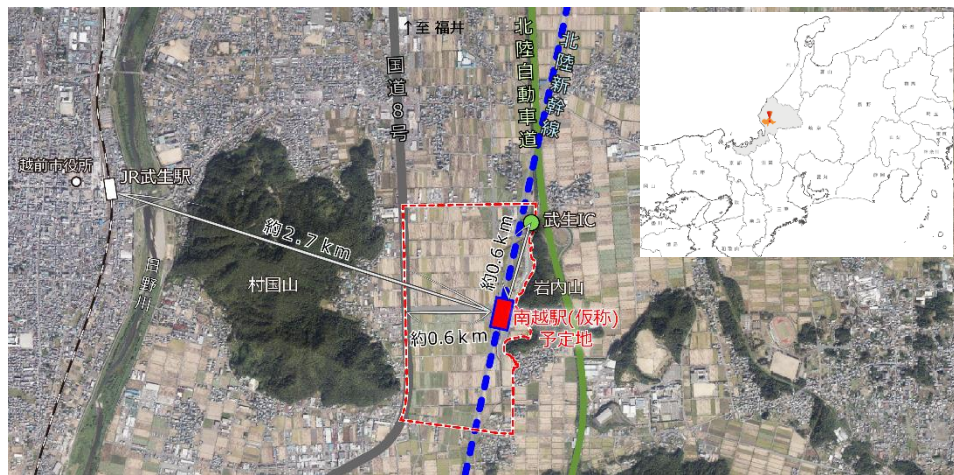 ↑至 福井
国道8号
北陸自動車道
北陸新幹線
越前市役所
JR武生駅
武生IC
約2.7km
約0.6km
日野川
村国山
岩内山
南越駅(仮称)
予定地
約0.6km